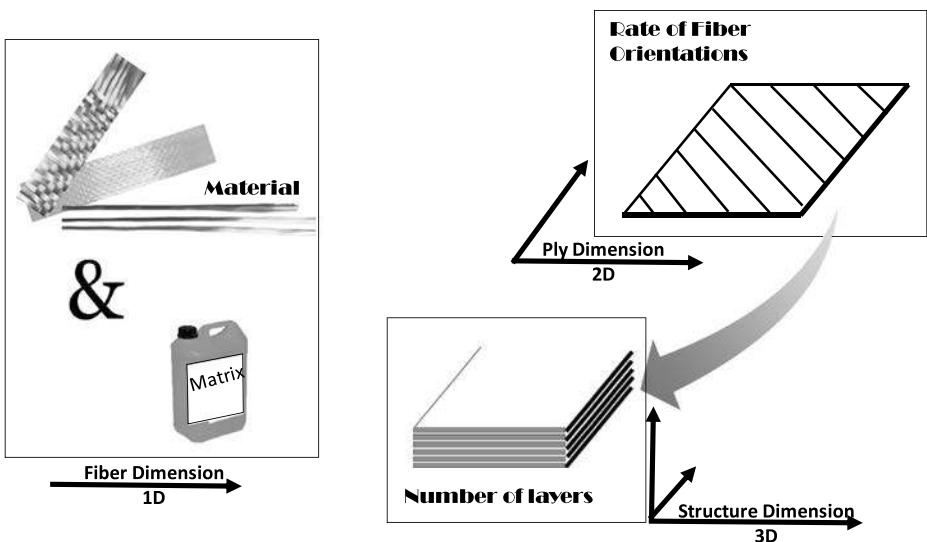 Rate of Fiber
Orientations
Material
Ply Dimension
2D
&
Matrix
Fiber Dimension
1D
Number of layers
Structure Dimension
3D